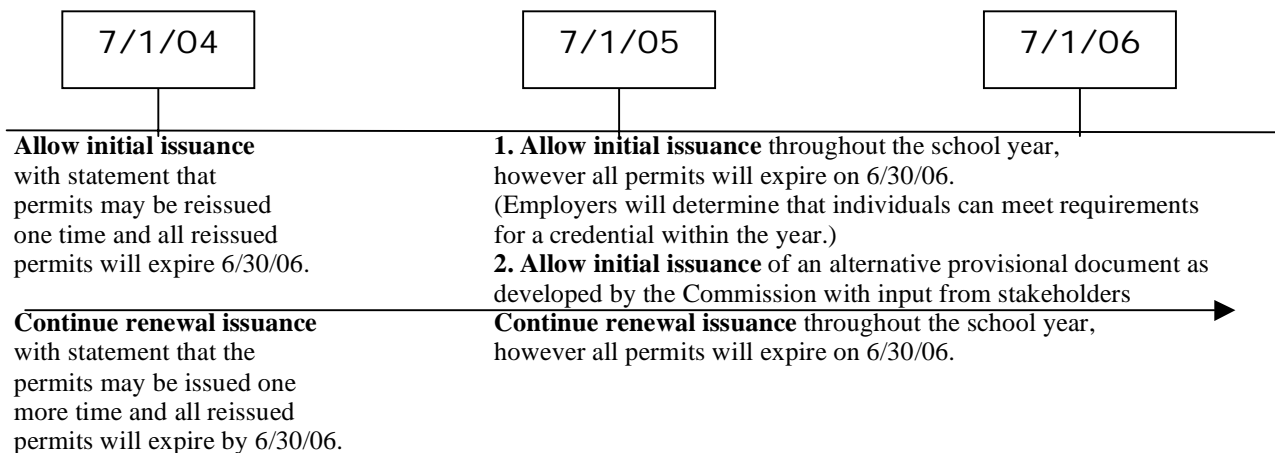 7/1/04
7/1/05
7/1/06
Allow initial issuance
with statement that
permits may be reissued
one time and all reissued
permits will expire 6/30/06.
1. Allow initial issuance throughout the school year,
however all permits will expire on 6/30/06.
(Employers will determine that individuals can meet requirements
for a credential within the year.)
2. Allow initial issuance of an alternative provisional document as
developed by the Commission with input from stakeholders
Continue renewal issuance
with statement that the
permits may be issued one
more time and all reissued
permits will expire by 6/30/06.
Continue renewal issuance throughout the school year,
however all permits will expire on 6/30/06.